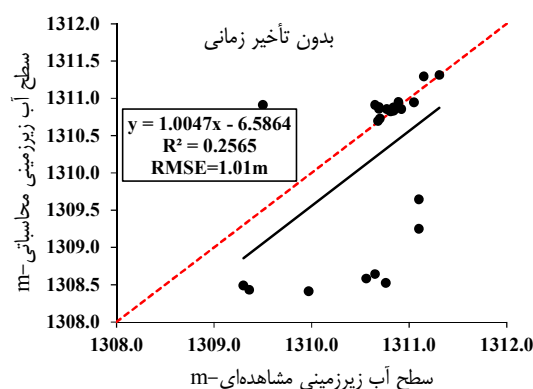 بدون تأخیر زمانی
سطح آب زیرزمینی محاسباتی-m
1312.0
1311.5
1311.0
1310.5
1310.0
1309.5
1309.0
1308.5
1308.0
y = 1.0047x - 6.5864
R² = 0.2565
RMSE=1.01m
1308.0 1309.0 1310.0 1311.0 1312.0
سطح آب زیرزمینی مشاهده‌ای-m